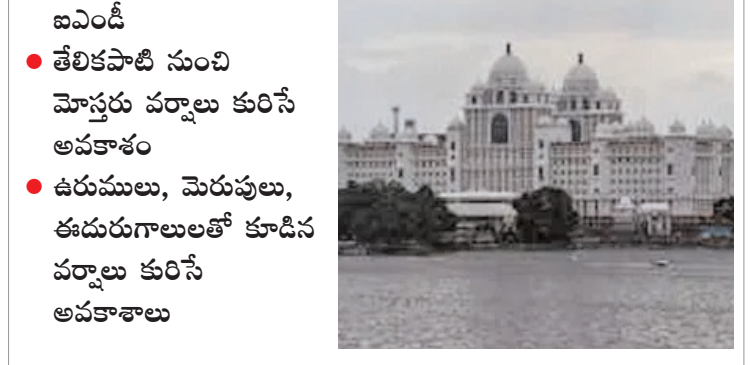 ఐఎండీ
● తేలికపాటి నుంచి
మోస్తరు వర్షాలు కురిసే
అవకాశం
● ఉరుములు, మెరుపులు,
ఈదురుగాలులతో కూడిన
వర్షాలు కురిసే
అవకాశాలు